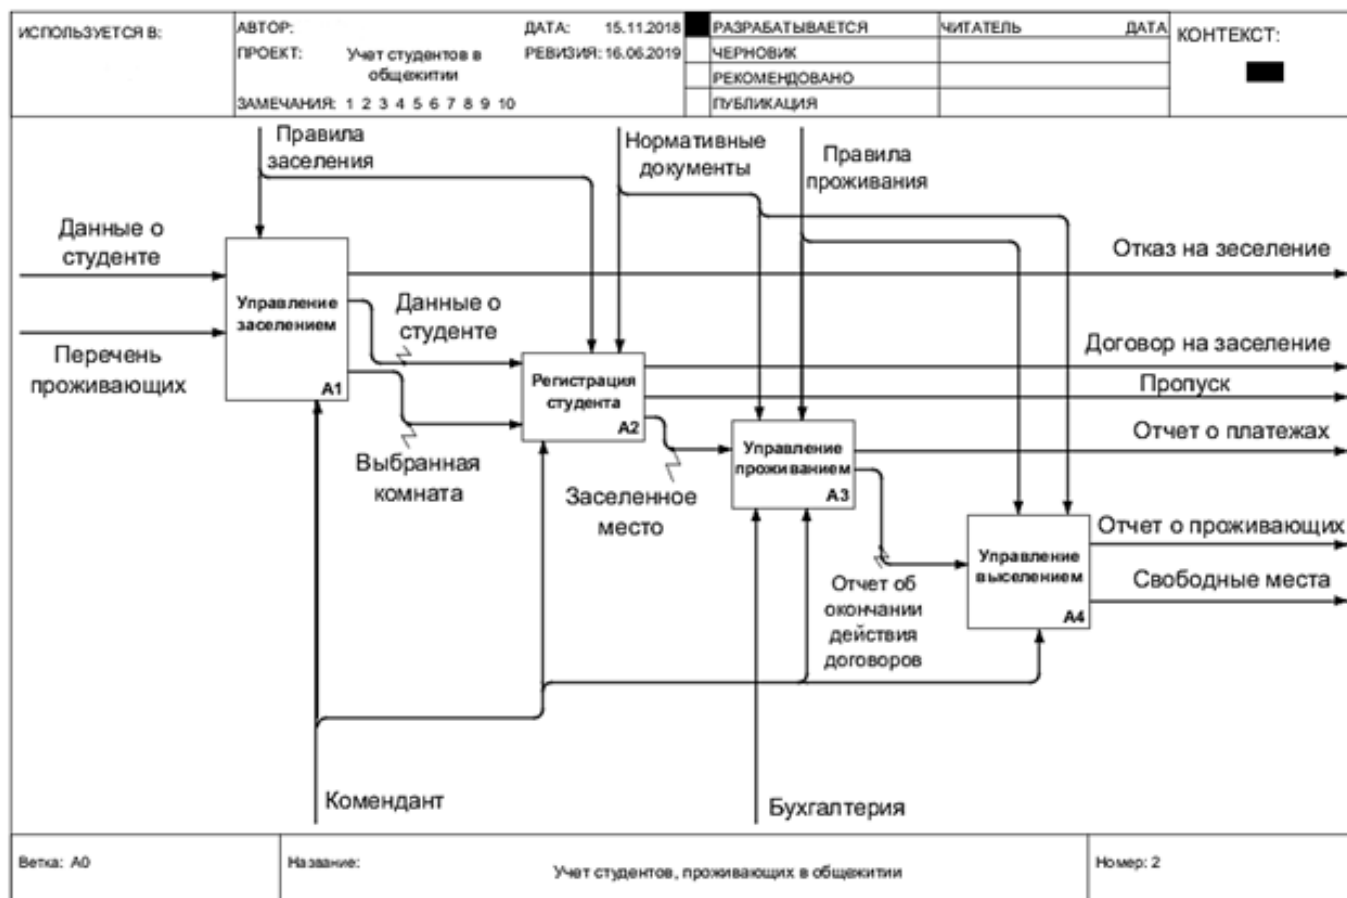 ИСПОЛЬЗУЕТСЯ В:
АВТОР:
ДАТА: 15.11.2018
ПРОЕКТ: Учет студентов в
общежитии
РЕВИЗИЯ: 16.06.2019
ЗАМЕЧАНИЯ: 1 2 3 4 5 6 7 8 9 10
РАЗРАБАТЫВАЕТСЯ
ЧЕРНОВИК
РЕКОМЕНДОВАНО
ПУБЛИКАЦИЯ
ЧИТАТЕЛЬ
ДАТА
КОНТЕКСТ:
Правила
заселения
Нормативные
документы
Правила
проживания
Данные о
студенте
Перечень
проживающих
Управление
заселением
A1
Данные о
студенте
Выбранная
комната
Регистрация
студента
A2
Заселенное
место
Управление
проживанием
A3
Отчет об
окончании
действия
договоров
Управление
выселением
A4
Отказ на зеселение
Договор на заселение
Пропуск
Отчет о платежах
Отчет о проживающих
Свободные места
Комендант
Бухгалтерия
Ветка: A0
Название:
Учет студентов, проживающих в общежитии
Номер: 2